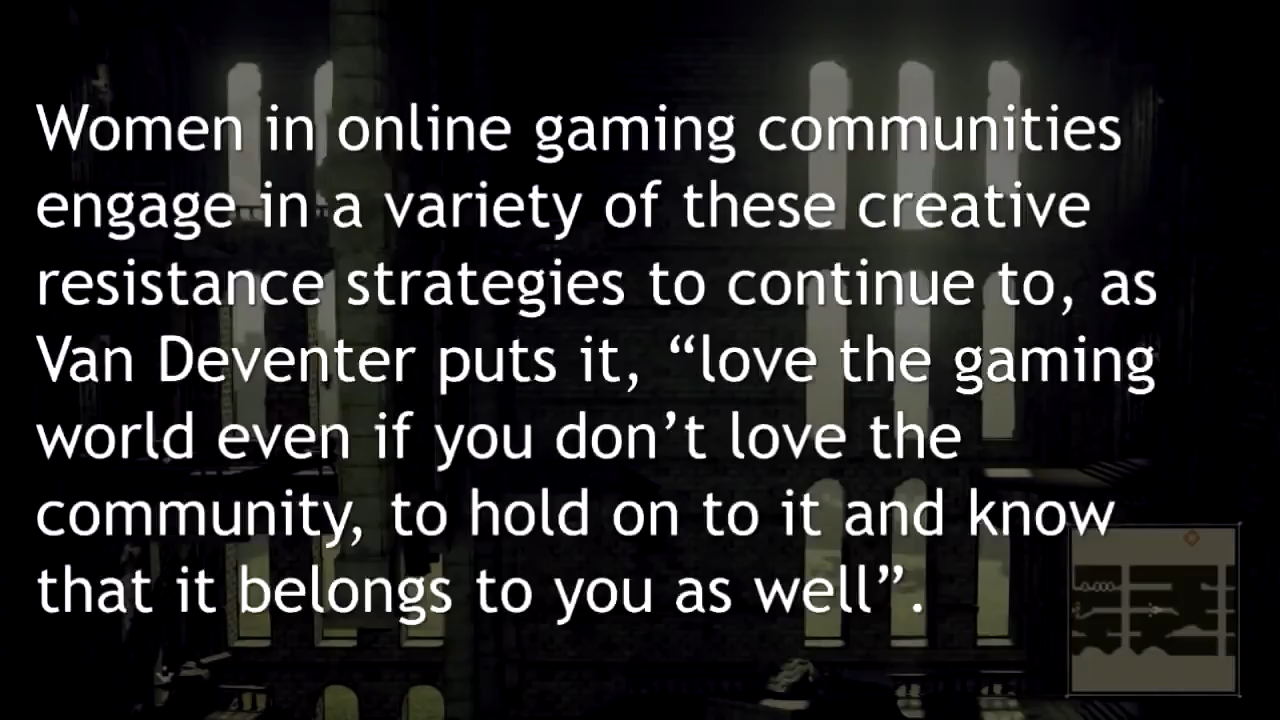 Women in online gaming communities
engage in a variety of these creative
resistance strategies to continue to, as
Van Deventer puts it, “love the gaming
world even if you don’t love the
community, to hold on to it and know
that it belongs to you as well”.